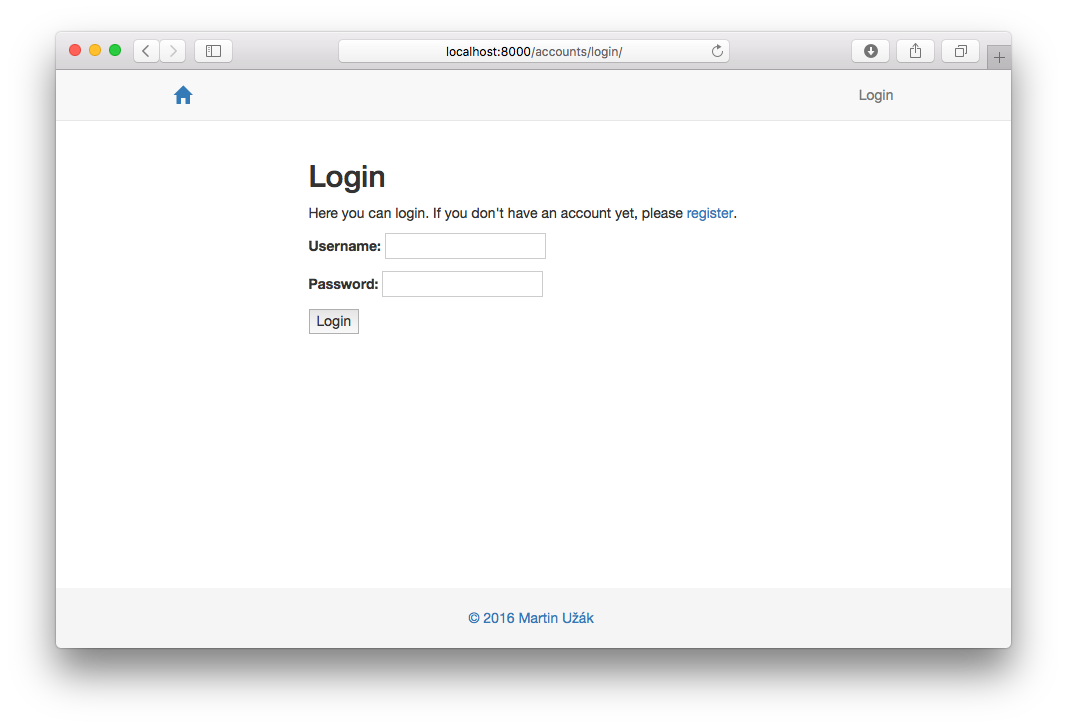 localhost:8000/accounts/login/
Login
Login
Here you can login. If you don't have an account yet, please register.
Username:
Password:
Login
© 2016 Martin Užák